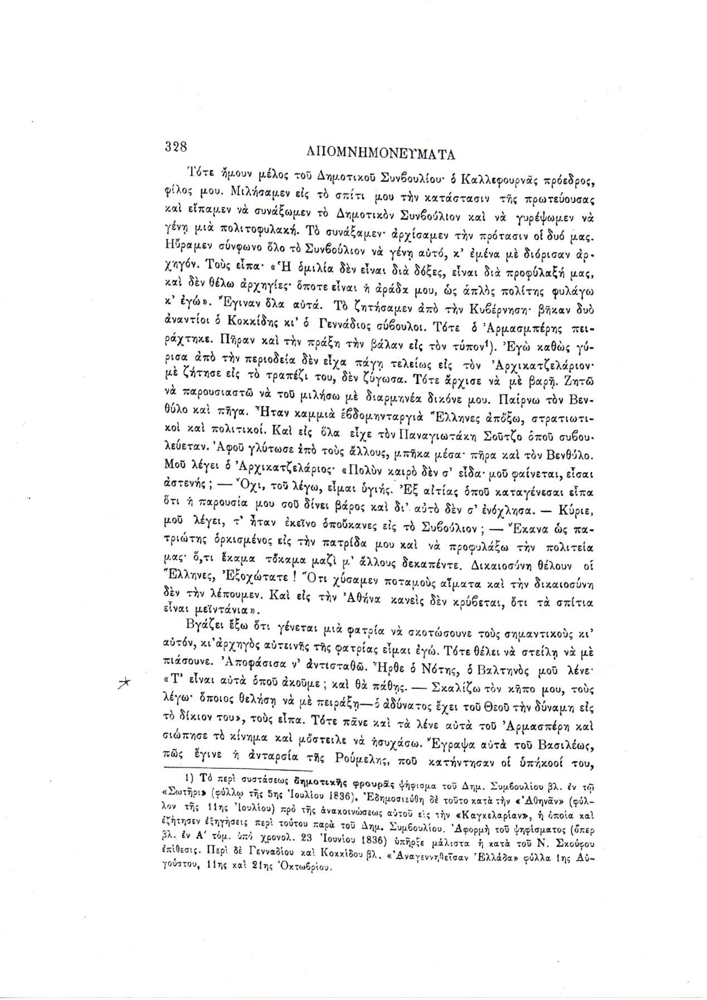 328
ΑΠΟΜΝΗΜΟΝΕΥΜΑΤΑ
Τότε ἤμουν μέλος τοῦ Δημοτικοῦ Συνβουλίου· ὁ Καλλεφουρνᾶς πρόεδρος,
φίλος μου. Μιλήσαμεν εἰς τὸ σπίτι μου τὴν κατάστασιν τῆς πρωτεύουσας
καὶ εἴπαμεν νὰ συνάξωμεν τὸ Δημοτικὸν Συνβούλιον καὶ νὰ γυρέψωμεν νὰ
γένῃ μιὰ πολιτοφυλακή. Τὸ συνάξαμεν· ἀρχίσαμεν τὴν πρότασιν οἱ δυό μας.
Ηὕραμεν σύνφωνο ὅλο τὸ Συνβούλιον νὰ γένῃ αὐτό, κ' ἐμένα μὲ διόρισαν ἀρ-
χηγόν. Τοὺς εἶπα· «Ἡ ὁμιλία δὲν εἶναι διὰ δόξες, εἶναι διὰ προφύλαξή μας,
καὶ δὲν θέλω ἀρχηγίες· ὅποτε εἶναι ἡ ἀράδα μου, ὡς ἁπλὸς πολίτης φυλάγω
κ' ἐγώ». Ἔγιναν ὅλα αὐτά. Τὸ ζητήσαμεν ἀπὸ τὴν Κυβέρνηση· βῆκαν δυὸ
ἀναντίοι ὁ Κοκκίδης κι' ὁ Γεννάδιος σύβουλοι. Τότε ὁ Ἀρμασμπέρης πει-
ράχτηκε. Πῆραν καὶ τὴν πράξη τὴν βάλαν εἰς τὸν τύπον¹). Ἐγὼ καθὼς γύ-
ρισα ἀπὸ τὴν περιοδεία δὲν εἶχα πάγῃ τελείως εἰς τὸν Ἀρχικατζελάριον·
μὲ ζήτησε εἰς τὸ τραπέζι του, δὲν ζύγωσα. Τότε ἄρχισε νὰ μὲ βαρῇ. Ζητῶ
νὰ παρουσιαστῶ νὰ τοῦ μιλήσω μὲ διαρμηνέα δικόνε μου. Παίρνω τὸν Βεν-
θύλο καὶ πῆγα. Ἦταν καμμιὰ ἑβδομηνταργιὰ Ἕλληνες ἀπόξω, στρατιωτι-
κοὶ καὶ πολιτικοί. Καὶ εἰς ὅλα εἶχε τὸν Παναγιωτάκη Σοῦτζο ὁποῦ συβου-
λεύεταν. Ἀφοῦ γλύτωσε ἀπὸ τοὺς ἄλλους, μπῆκα μέσα· πῆρα καὶ τὸν Βενθύλο.
Μοῦ λέγει ὁ Ἀρχικατζελάριος· «Πολὺν καιρὸ δὲν σ' εἶδα· μοῦ φαίνεται, εἶσαι
ἀστενής; — Ὄχι, τοῦ λέγω, εἶμαι ὑγιής. Ἐξ αἰτίας ὁποῦ καταγένεσαι εἶπα
ὅτι ἡ παρουσία μου σοῦ δίνει βάρος καὶ δι' αὐτὸ δὲν σ' ἐνόχλησα. — Κύριε,
μοῦ λέγει, τ' ἦταν ἐκεῖνο ὁποὔκανες εἰς τὸ Συβούλιον; — Ἔκανα ὡς πα-
τριώτης ὁρκισμένος εἰς τὴν πατρίδα μου καὶ νὰ προφυλάξω τὴν πολιτεία
μας· ὅ,τι ἔκαμα τὄκαμα μαζὶ μ' ἄλλους δεκαπέντε. Δικαιοσύνη θέλουν οἱ
Ἕλληνες, Ἐξοχώτατε! Ὅτι χύσαμεν ποταμοὺς αἵματα καὶ τὴν δικαιοσύνη
δὲν τὴν λέπουμεν. Καὶ εἰς τὴν Ἀθήνα κανεὶς δὲν κρύβεται, ὅτι τὰ σπίτια
εἶναι μεϊντάνια».
Βγάζει ἔξω ὅτι γένεται μιὰ φατρία νὰ σκοτώσουνε τοὺς σημαντικοὺς κι'
αὐτόν, κι' ἀρχηγὸς αὐτεινῆς τῆς φατρίας εἶμαι ἐγώ. Τότε θέλει νὰ στείλῃ νὰ μὲ
πιάσουνε. Ἀποφάσισα ν' ἀντισταθῶ. Ἦρθε ὁ Νότης, ὁ Βαλτηνὸς μοῦ λένε·
«Τ' εἶναι αὐτὰ ὁποῦ ἀκοῦμε; καὶ θὰ πάθῃς. — Σκαλίζω τὸν κῆπο μου, τοὺς
λέγω· ὅποιος θελήσῃ νὰ μὲ πειράξῃ—ὁ ἀδύνατος ἔχει τοῦ Θεοῦ τὴν δύναμη εἰς
τὸ δίκιον του», τοὺς εἶπα. Τότε πᾶνε καὶ τὰ λένε αὐτὰ τοῦ Ἀρμασπέρη καὶ
σιώπησε τὸ κίνημα καὶ μὄστειλε νὰ ἡσυχάσω. Ἔγραψα αὐτὰ τοῦ Βασιλέως,
πῶς ἔγινε ἡ ἀνταρσία τῆς Ρούμελης, ποῦ κατήντησαν οἱ ὑπήκοοί του,
1) Τὸ περὶ συστάσεως δημοτικῆς φρουρᾶς ψήφισμα τοῦ Δημ. Συμβουλίου βλ. ἐν τῷ
«Σωτῆρι» (φύλλῳ τῆς 5ης Ἰουλίου 1836). Ἐδημοσιεύθη δὲ τοῦτο κατὰ τὴν «Ἀθηνᾶν» (φύλ-
λον τῆς 11ης Ἰουλίου) πρὸ τῆς ἀνακοινώσεως αὐτοῦ εἰς τὴν «Καγκελαρίαν», ἡ ὁποία καὶ
ἐζήτησεν ἐξηγήσεις περὶ τούτου παρὰ τοῦ Δημ. Συμβουλίου. Ἀφορμὴ τοῦ ψηφίσματος (ὅπερ
βλ. ἐν Α' τόμ. ὑπὸ χρονολ. 23 Ἰουνίου 1836) ὑπῆρξε μάλιστα ἡ κατὰ τοῦ Ν. Σκούφου
ἐπίθεσις. Περὶ δὲ Γενναδίου καὶ Κοκκίδου βλ. «Ἀναγεννηθεῖσαν Ἑλλάδα» φύλλα 1ης Αὐ-
γούστου, 11ης καὶ 21ης Ὀκτωβρίου.